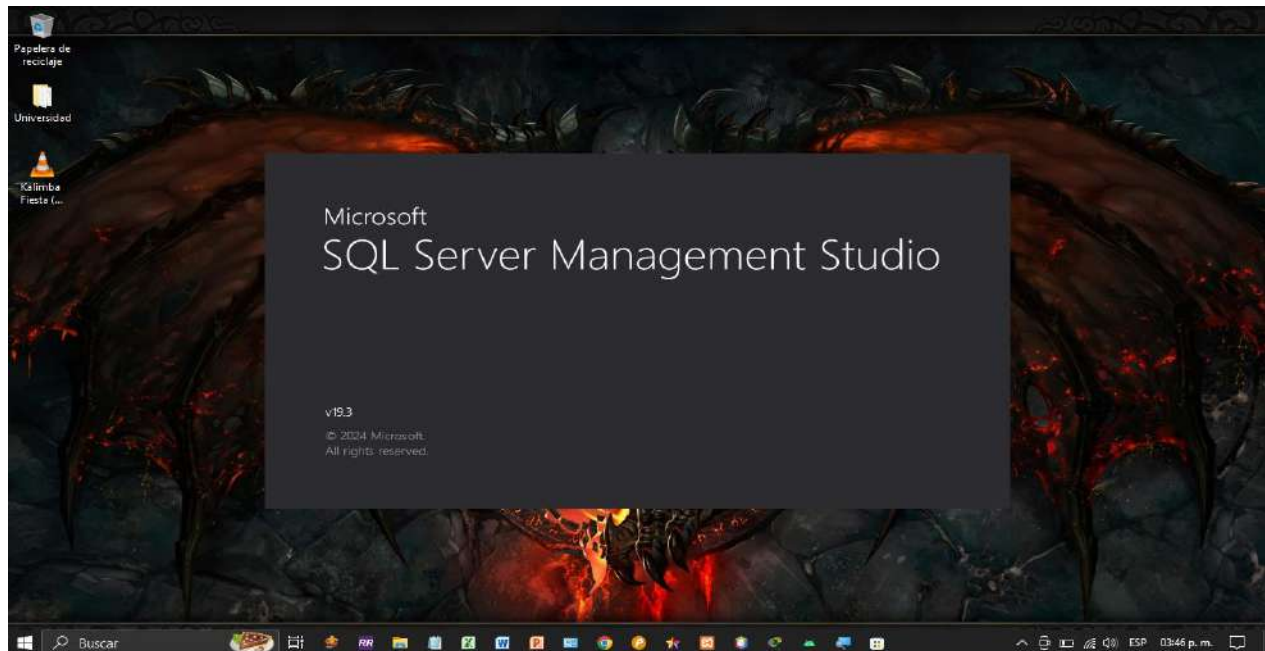 Papelera de
reciclaje
Universidad
Kalimba
Fiesta (...
Microsoft
SQL Server Management Studio
v19.3
© 2024 Microsoft.
All rights reserved.
Buscar
RR
ESP
03:46 p. m.